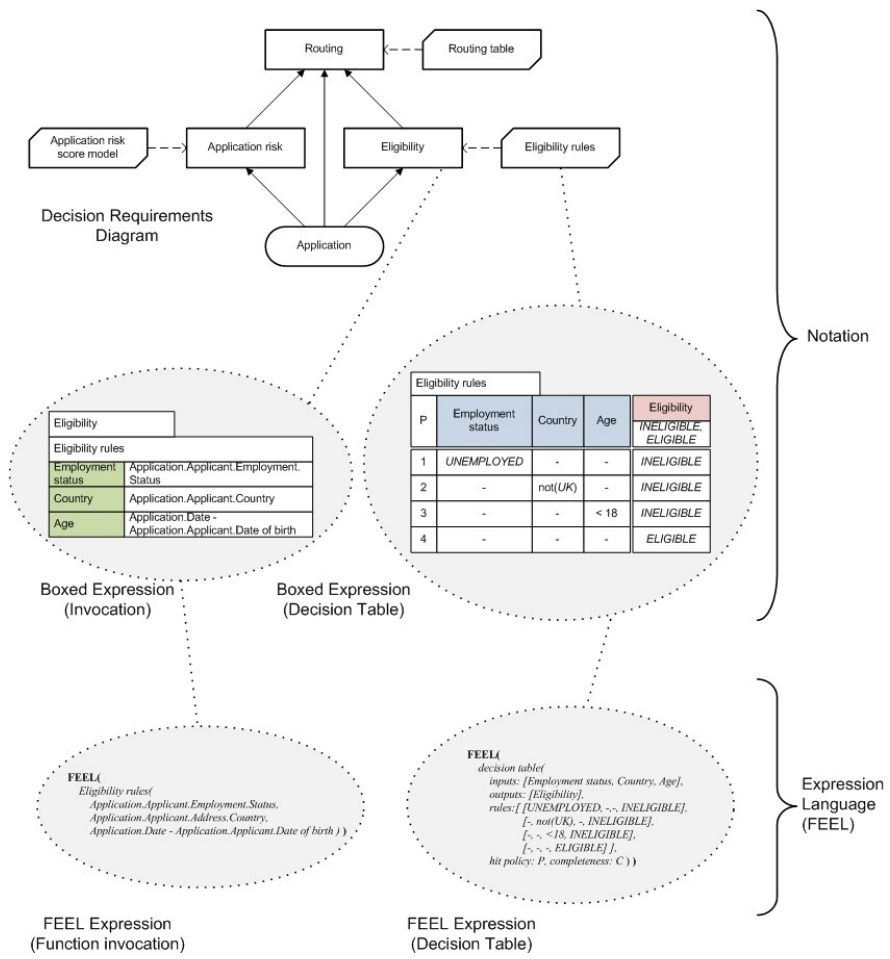 Routing
Routing table
Application risk
score model
Application risk
Eligibility
Eligibility rules
Decision Requirements
Diagram
Application
Notation
Eligibility
Eligibility rules
Employment
status
Application.Applicant.Employment.
Status
Country
Application.Applicant.Country
Age
Application.Date -
Application.Applicant.Date of birth
Boxed Expression
(Invocation)
Eligibility rules
P
Employment
status
Country
Age
Eligibility
INELIGIBLE,
ELIGIBLE
1 UNEMPLOYED - - INELIGIBLE
2 - not(UK) - INELIGIBLE
3 - - < 18 INELIGIBLE
4 - - - ELIGIBLE
Boxed Expression
(Decision Table)
FEEL(
Eligibility rules(
Application.Applicant.Employment.Status,
Application.Applicant.Address.Country,
Application.Date - Application.Applicant.Date of birth ) )
FEEL Expression
(Function invocation)
FEEL(
decision table(
inputs: [Employment status, Country, Age],
outputs: [Eligibility],
rules:[ [UNEMPLOYED, -,-, INELIGIBLE],
[-, not(UK), -, INELIGIBLE],
[-, -, <18, INELIGIBLE],
[-, -, -, ELIGIBLE] ],
hit policy: P, completeness: C ) )
FEEL Expression
(Decision Table)
Expression
Language
(FEEL)